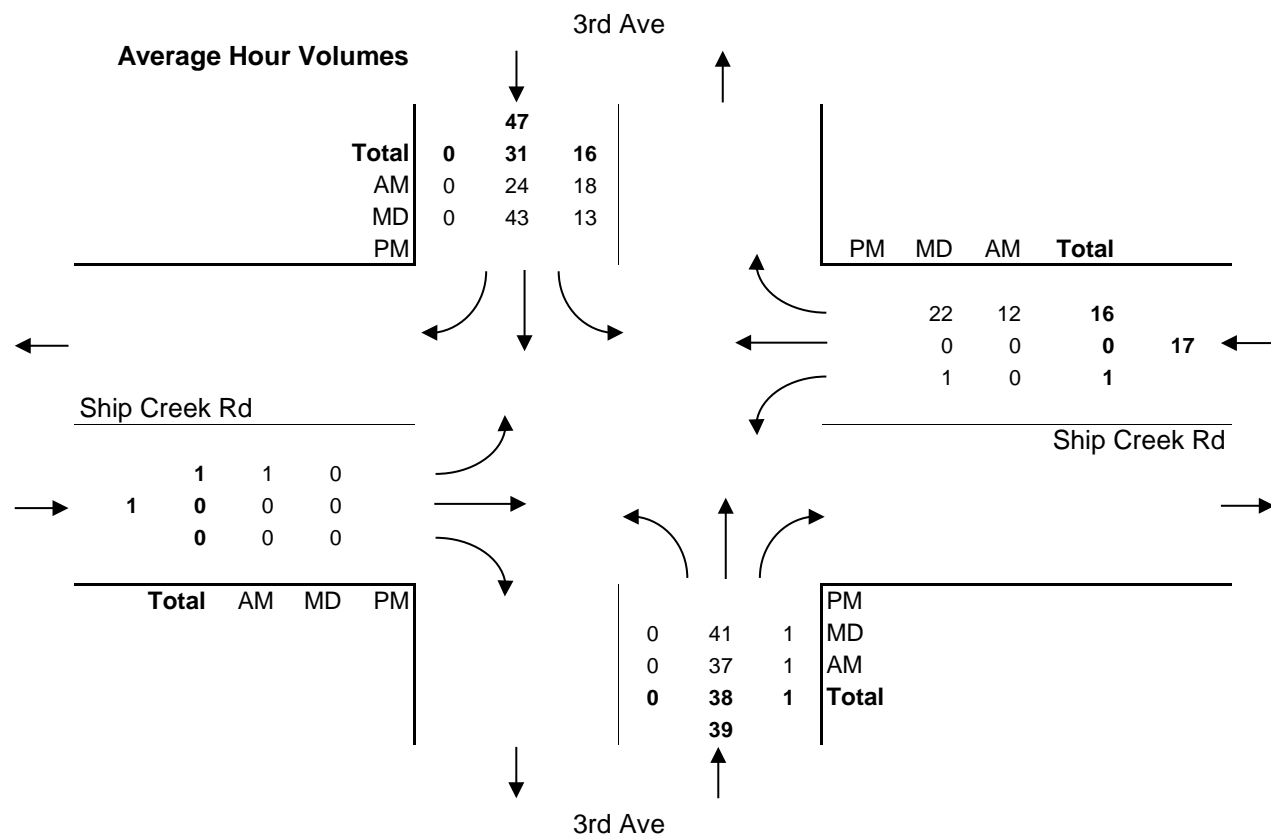 3rd Ave
Average Hour Volumes
47
Total 0 31 16
AM 0 24 18
MD 0 43 13
PM
PM MD AM Total
22 12 16
0 0 0 17
1 0 1
Ship Creek Rd
Ship Creek Rd
1 1 0
1 0 0 0
0 0 0
Total AM MD PM
PM
0 41 1 MD
0 37 1 AM
0 38 1 Total
39
3rd Ave